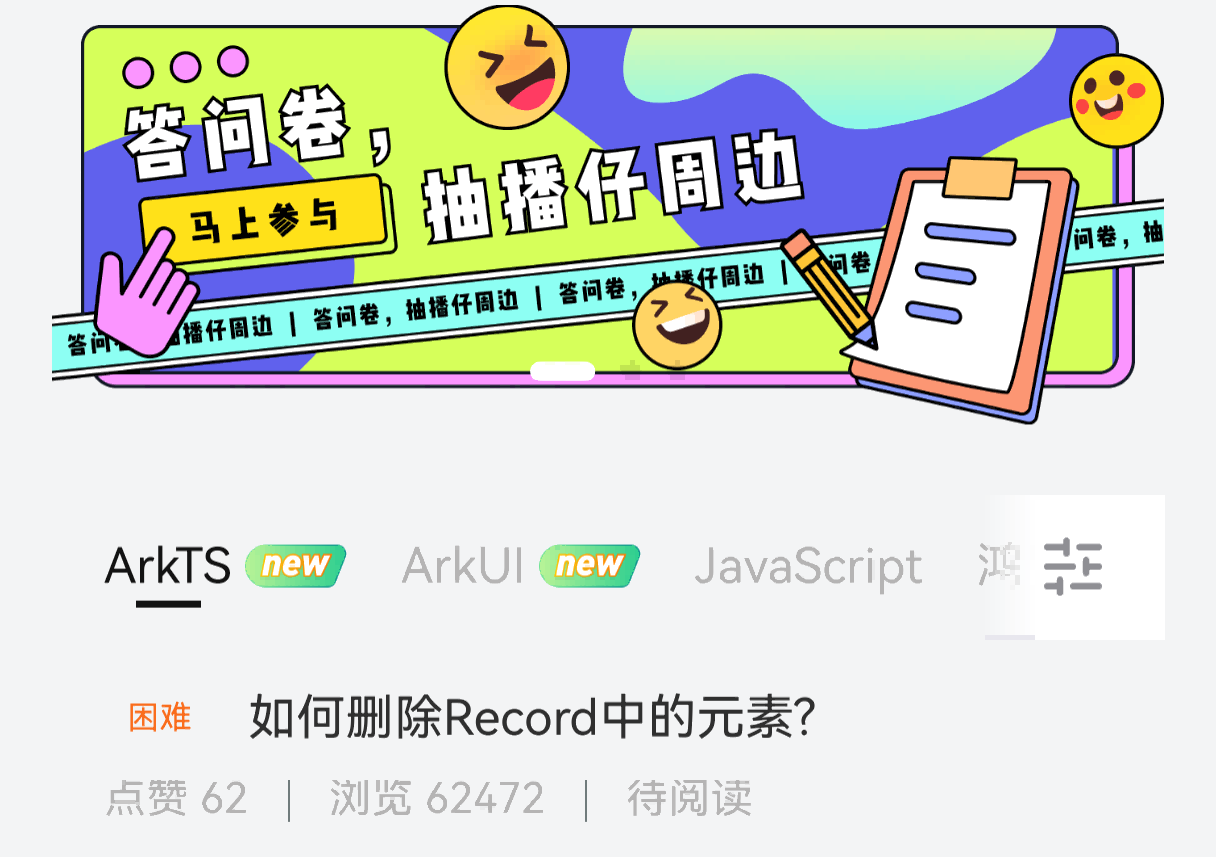 答问卷，
抽播仔周边
马上参与
播仔周边 | 答问卷，抽播仔周边 | 答问卷，抽播仔周边 | 问卷
问卷，抽
ArkTS new ArkUI new JavaScript 鸿
困难 如何删除Record中的元素?
点赞 62 | 浏览 62472 | 待阅读